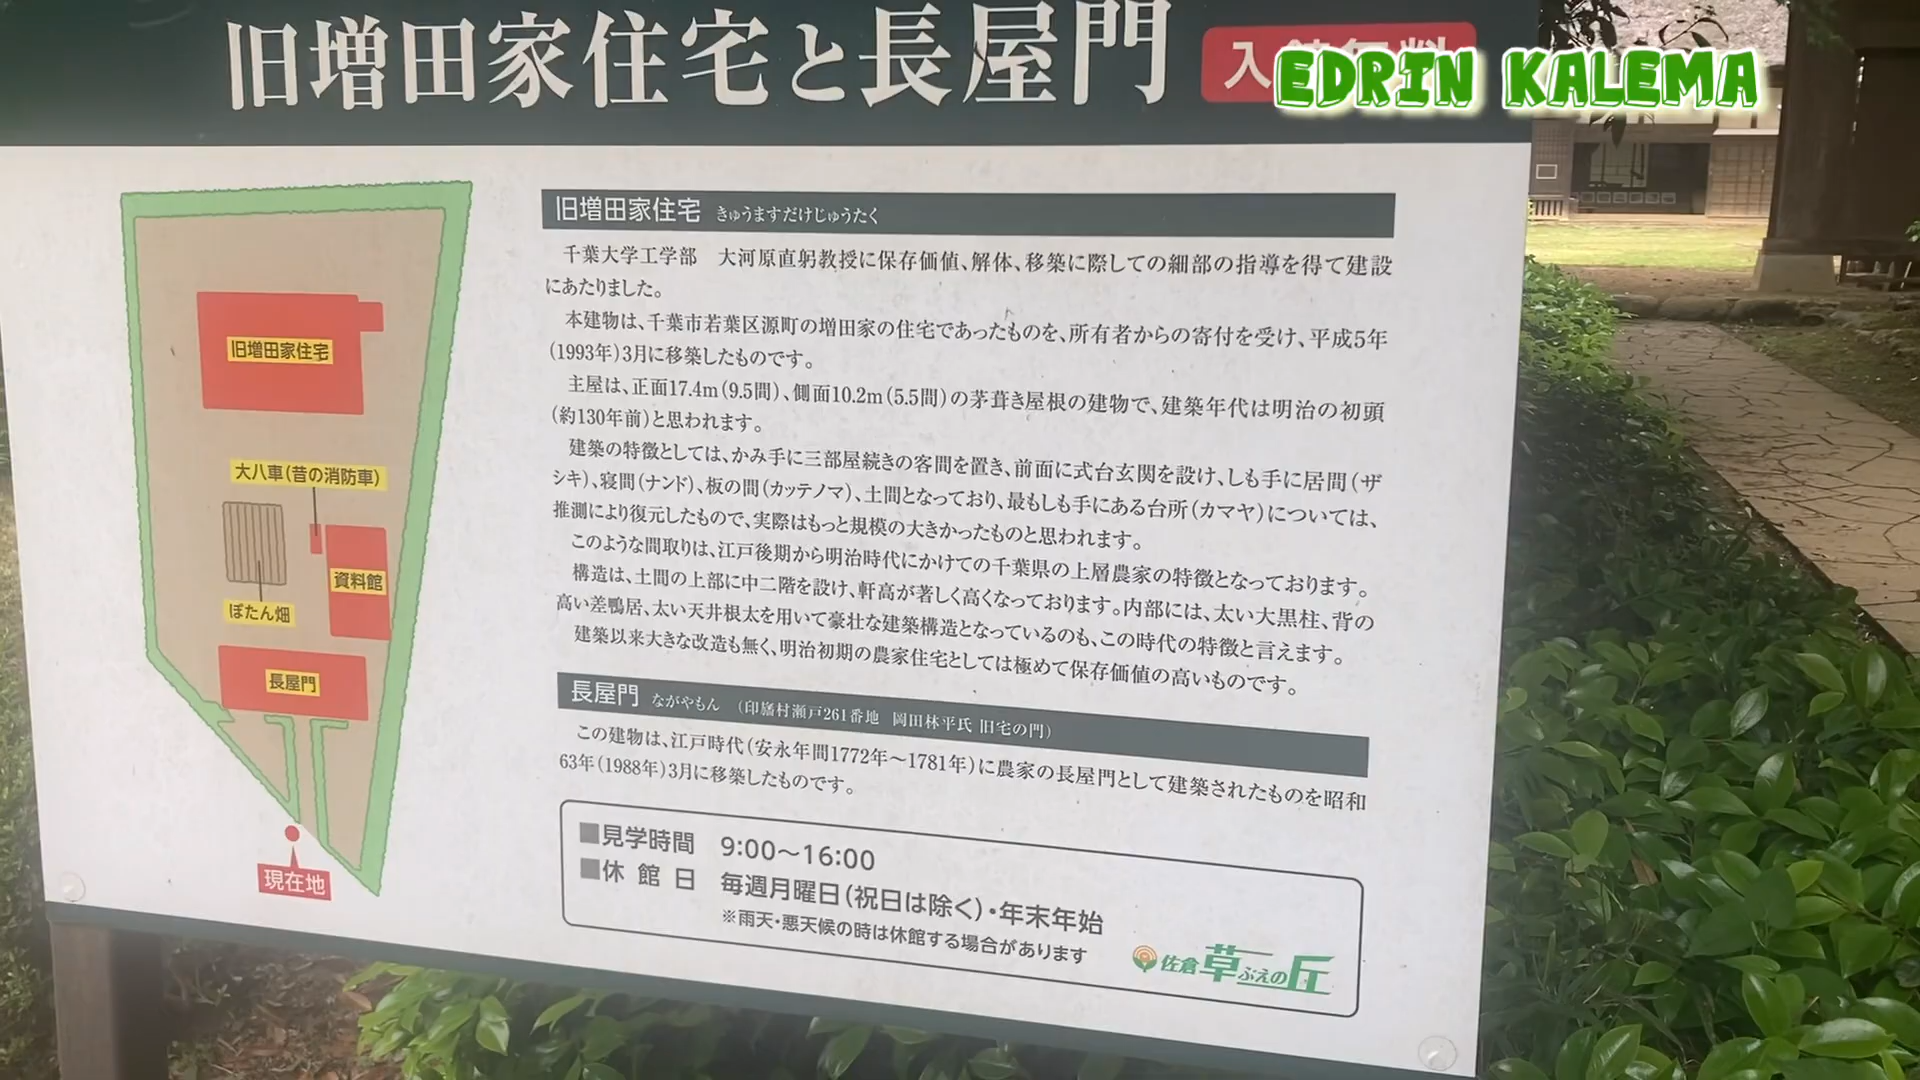 旧増田家住宅と長屋門
入
EDRIN KALEMA
旧増田家住宅 きゅうますだけじゅうたく
千葉大学工学部　大河原直躬教授に保存価値、解体、移築に際しての細部の指導を得て建設
にあたりました。
本建物は、千葉市若葉区源町の増田家の住宅であったものを、所有者からの寄付を受け、平成5年
(1993年)3月に移築したものです。
主屋は、正面17.4m(9.5間)、側面10.2m(5.5間)の茅葺き屋根の建物で、建築年代は明治の初頭
(約130年前)と思われます。
建築の特徴としては、かみ手に三部屋続きの客間を置き、前面に式台玄関を設け、しも手に居間(ザ
シキ)、寝間(ナンド)、板の間(カッテノマ)、土間となっており、最もしも手にある台所(カマヤ)については、
推測により復元したもので、実際はもっと規模の大きかったものと思われます。
このような間取りは、江戸後期から明治時代にかけての千葉県の上層農家の特徴となっております。
構造は、土間の上部に中二階を設け、軒高が著しく高くなっております。内部には、太い大黒柱、背の
高い差鴨居、太い天井根太を用いて豪壮な建築構造となっているのも、この時代の特徴と言えます。
建築以来大きな改造も無く、明治初期の農家住宅としては極めて保存価値の高いものです。
長屋門 ながやもん (印旛村瀬戸261番地 岡田林平氏 旧宅の門)
この建物は、江戸時代(安永年間1772年〜1781年)に農家の長屋門として建築されたものを昭和
63年(1988年)3月に移築したものです。
■見学時間 9:00〜16:00
■休館日 毎週月曜日(祝日は除く)・年末年始
※雨天・悪天候の時は休館する場合があります
佐倉草ぶえの丘
旧増田家住宅
大八車(昔の消防車)
資料館
ぼたん畑
長屋門
現在地